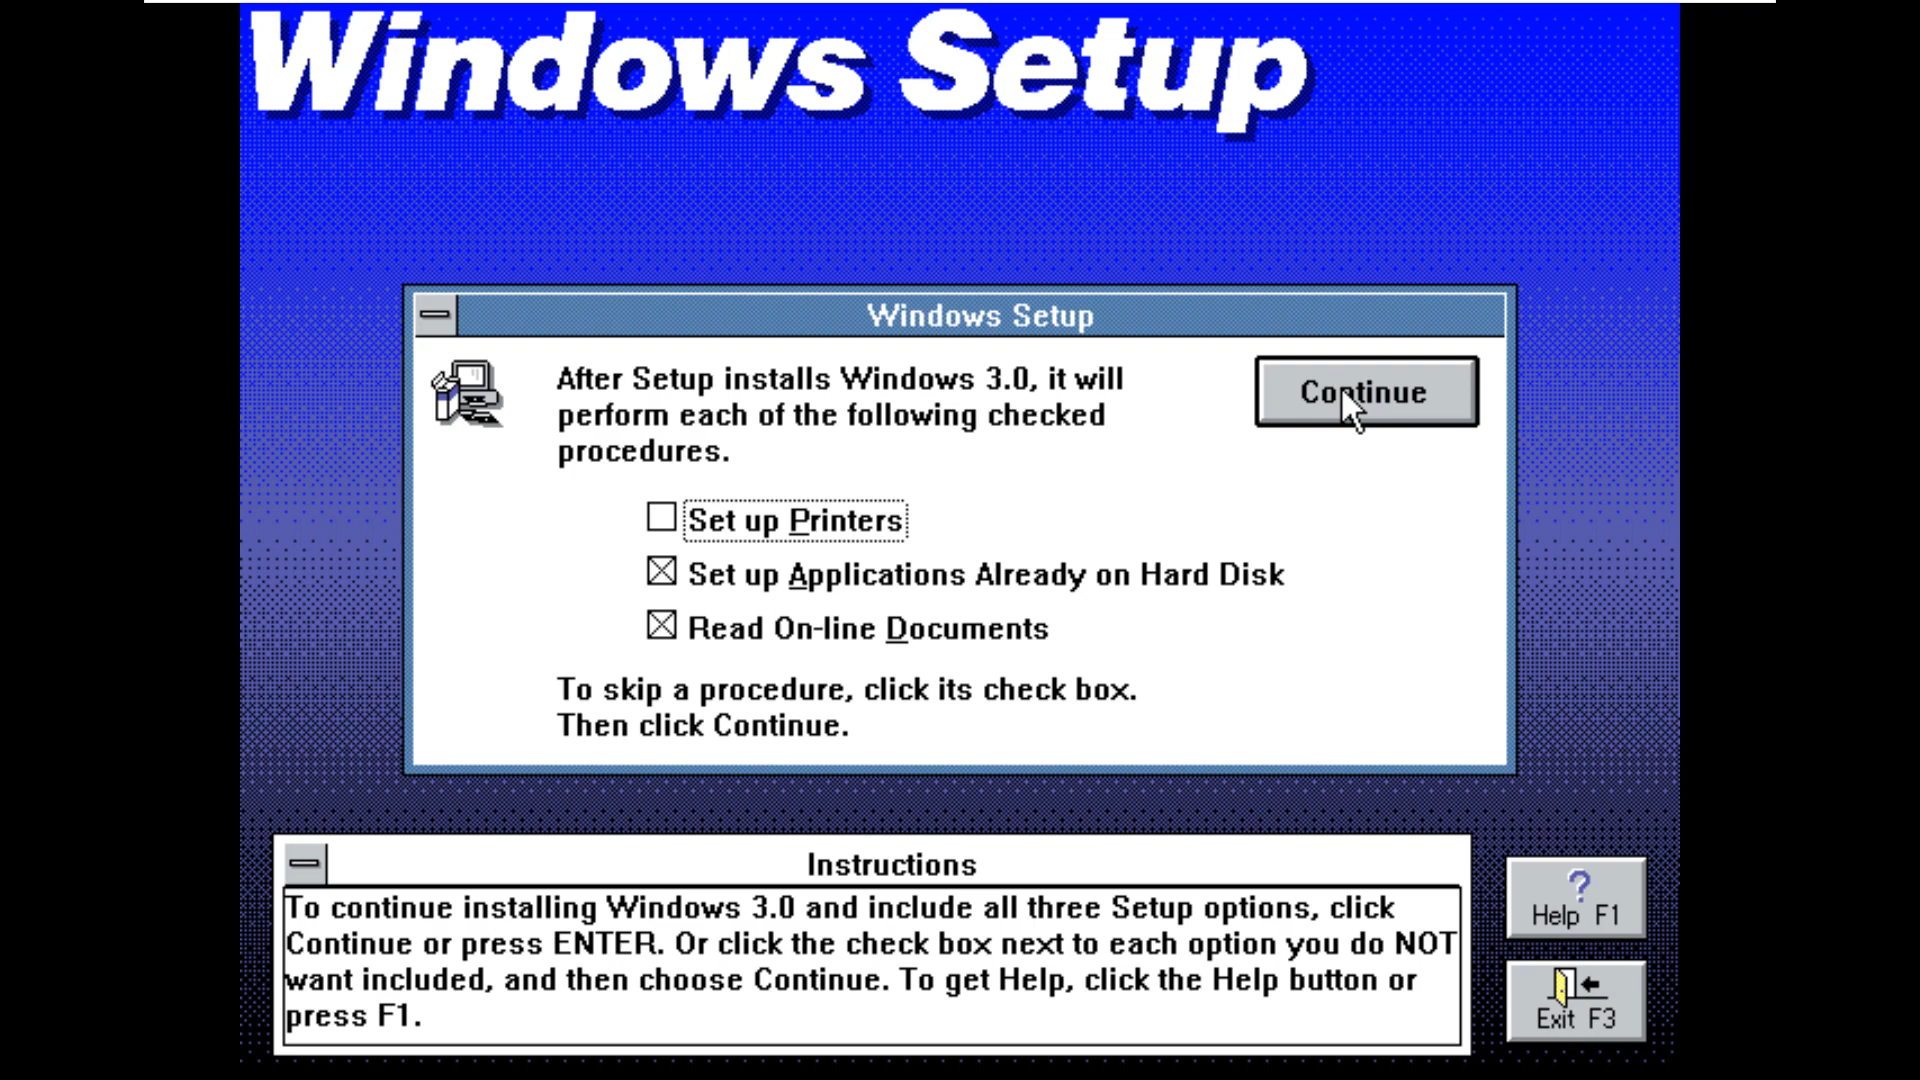 Windows Setup
Windows Setup
After Setup installs Windows 3.0, it will
perform each of the following checked
procedures.
Continue
Set up Printers
Set up Applications Already on Hard Disk
Read On-line Documents
To skip a procedure, click its check box.
Then click Continue.
Instructions
To continue installing Windows 3.0 and include all three Setup options, click
Continue or press ENTER. Or click the check box next to each option you do NOT
want included, and then choose Continue. To get Help, click the Help button or
press F1.
?
Help F1
Exit F3